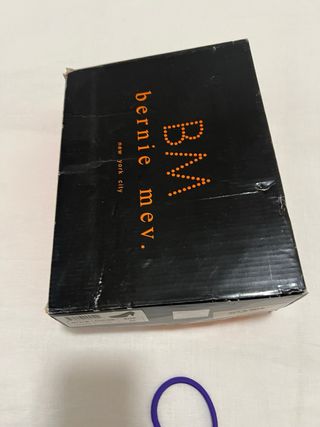 BM
bernie mev.
new york city